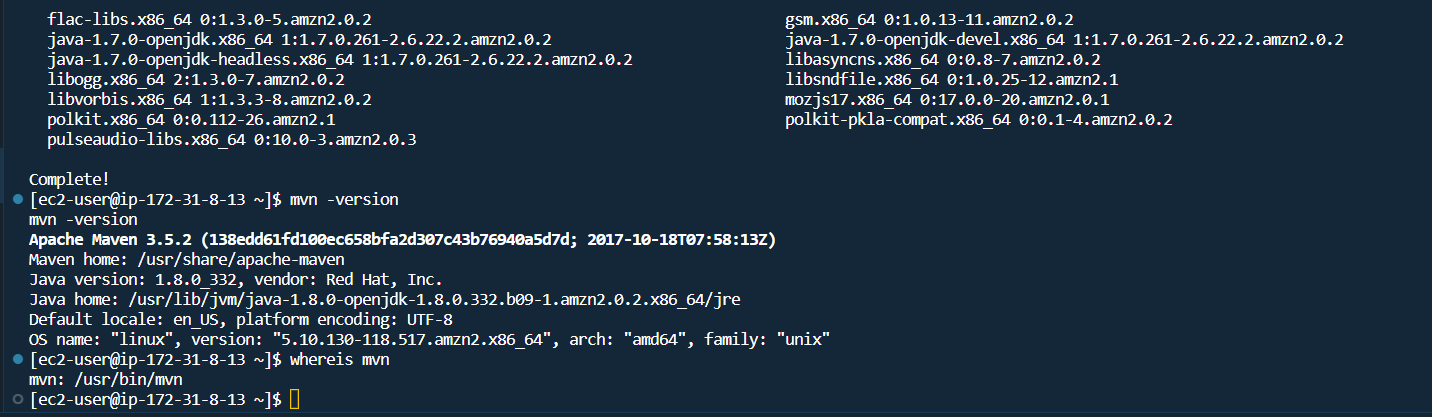 flac-libs.x86_64 0:1.3.0-5.amzn2.0.2 gsm.x86_64 0:1.0.13-11.amzn2.0.2
java-1.7.0-openjdk.x86_64 1:1.7.0.261-2.6.22.2.amzn2.0.2 java-1.7.0-openjdk-devel.x86_64 1:1.7.0.261-2.6.22.2.amzn2.0.2
java-1.7.0-openjdk-headless.x86_64 1:1.7.0.261-2.6.22.2.amzn2.0.2 libasyncns.x86_64 0:0.8-7.amzn2.0.2
libogg.x86_64 2:1.3.0-7.amzn2.0.2 libsndfile.x86_64 0:1.0.25-12.amzn2.1
libvorbis.x86_64 1:1.3.3-8.amzn2.0.2 mozjs17.x86_64 0:17.0.0-20.amzn2.0.1
polkit.x86_64 0:0.112-26.amzn2.1 polkit-pkla-compat.x86_64 0:0.1-4.amzn2.0.2
pulseaudio-libs.x86_64 0:10.0-3.amzn2.0.3
Complete!
[ec2-user@ip-172-31-8-13 ~]$ mvn -version
mvn -version
Apache Maven 3.5.2 (138edd61fd100ec658bfa2d307c43b76940a5d7d; 2017-10-18T07:58:13Z)
Maven home: /usr/share/apache-maven
Java version: 1.8.0_332, vendor: Red Hat, Inc.
Java home: /usr/lib/jvm/java-1.8.0-openjdk-1.8.0.332.b09-1.amzn2.0.2.x86_64/jre
Default locale: en_US, platform encoding: UTF-8
OS name: "linux", version: "5.10.130-118.517.amzn2.x86_64", arch: "amd64", family: "unix"
[ec2-user@ip-172-31-8-13 ~]$ whereis mvn
mvn: /usr/bin/mvn
[ec2-user@ip-172-31-8-13 ~]$